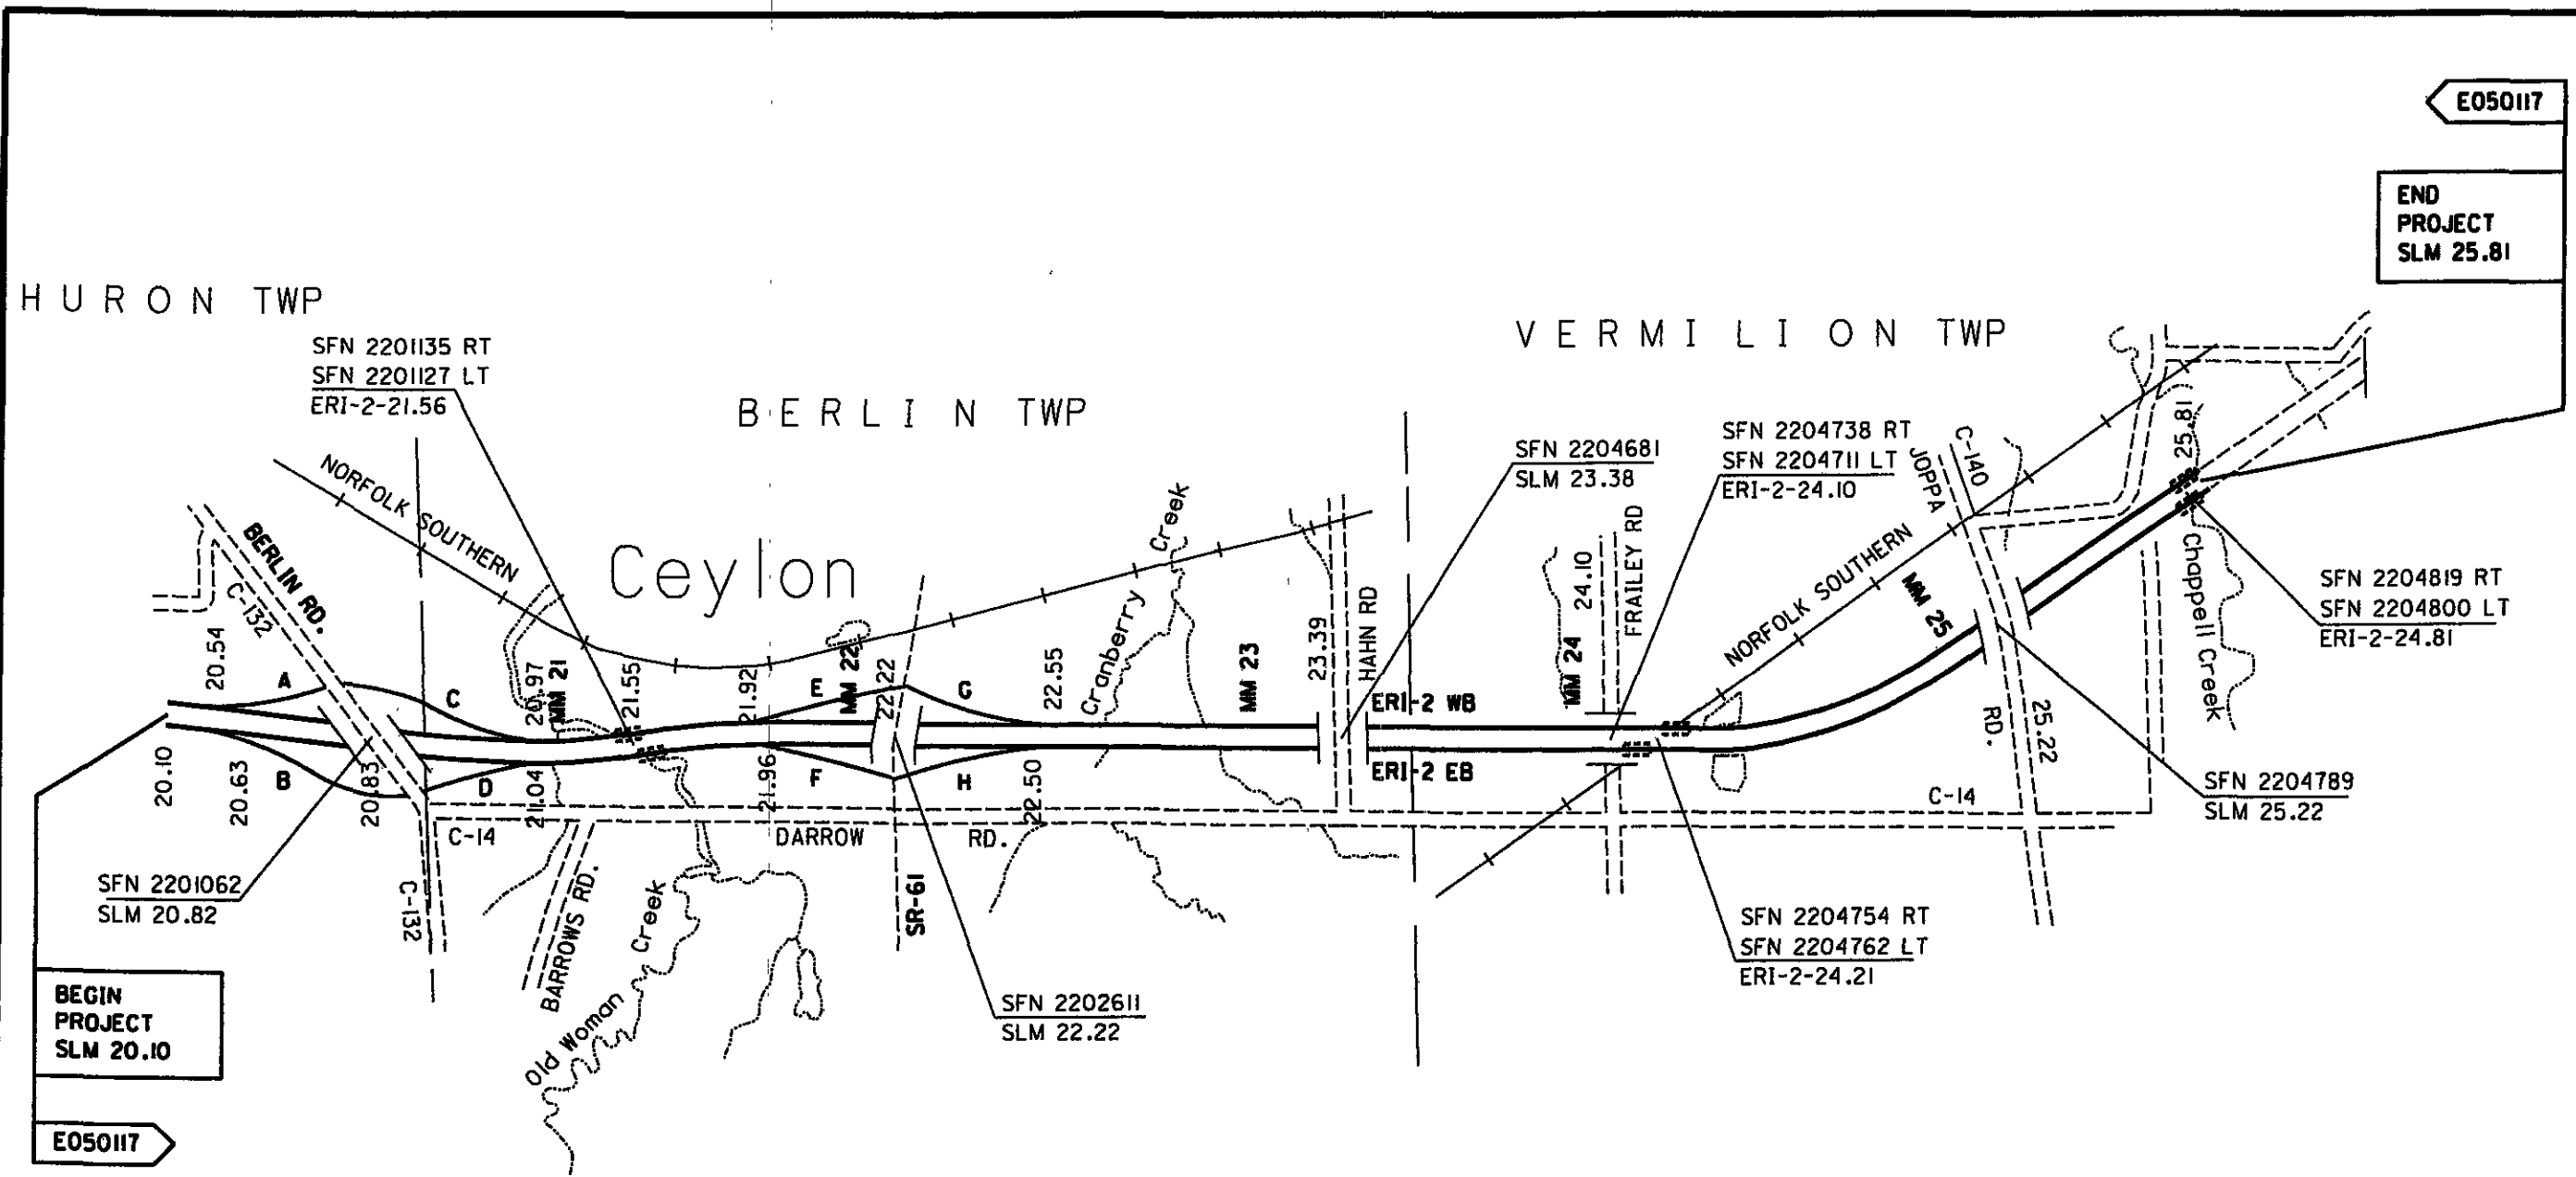 E050117
END
PROJECT
SLM 25.81
HURON TWP
VERMILION TWP
BERLIN TWP
SFN 2201135 RT
SFN 2201127 LT
ERI-2-21.56
SFN 2204681
SLM 23.38
SFN 2204738 RT
SFN 2204711 LT
ERI-2-24.10
C-140
JOPPA
RD.
25.81
NORFOLK SOUTHERN
Ceylon
BERLIN RD.
C-132
Cranberry Creek
HAHN RD
FRAILEY RD
24.10
NORFOLK SOUTHERN
MM 25
Chappell Creek
SFN 2204819 RT
SFN 2204800 LT
ERI-2-24.81
20.54
A
C
20.97
MM 21
21.55
21.92
E
MM 22
22.22
G
22.55
MM 23
23.39
ERI-2 WB
MM 24
20.10
20.63
B
20.83
D
21.04
21.96
F
H
22.50
ERI-2 EB
25.22
C-14
SFN 2204789
SLM 25.22
C-14
DARROW RD.
SFN 2201062
SLM 20.82
C-132
BARROWS RD.
Old Woman Creek
SR-61
SFN 2204754 RT
SFN 2204762 LT
ERI-2-24.21
SFN 2202611
SLM 22.22
BEGIN
PROJECT
SLM 20.10
E050117